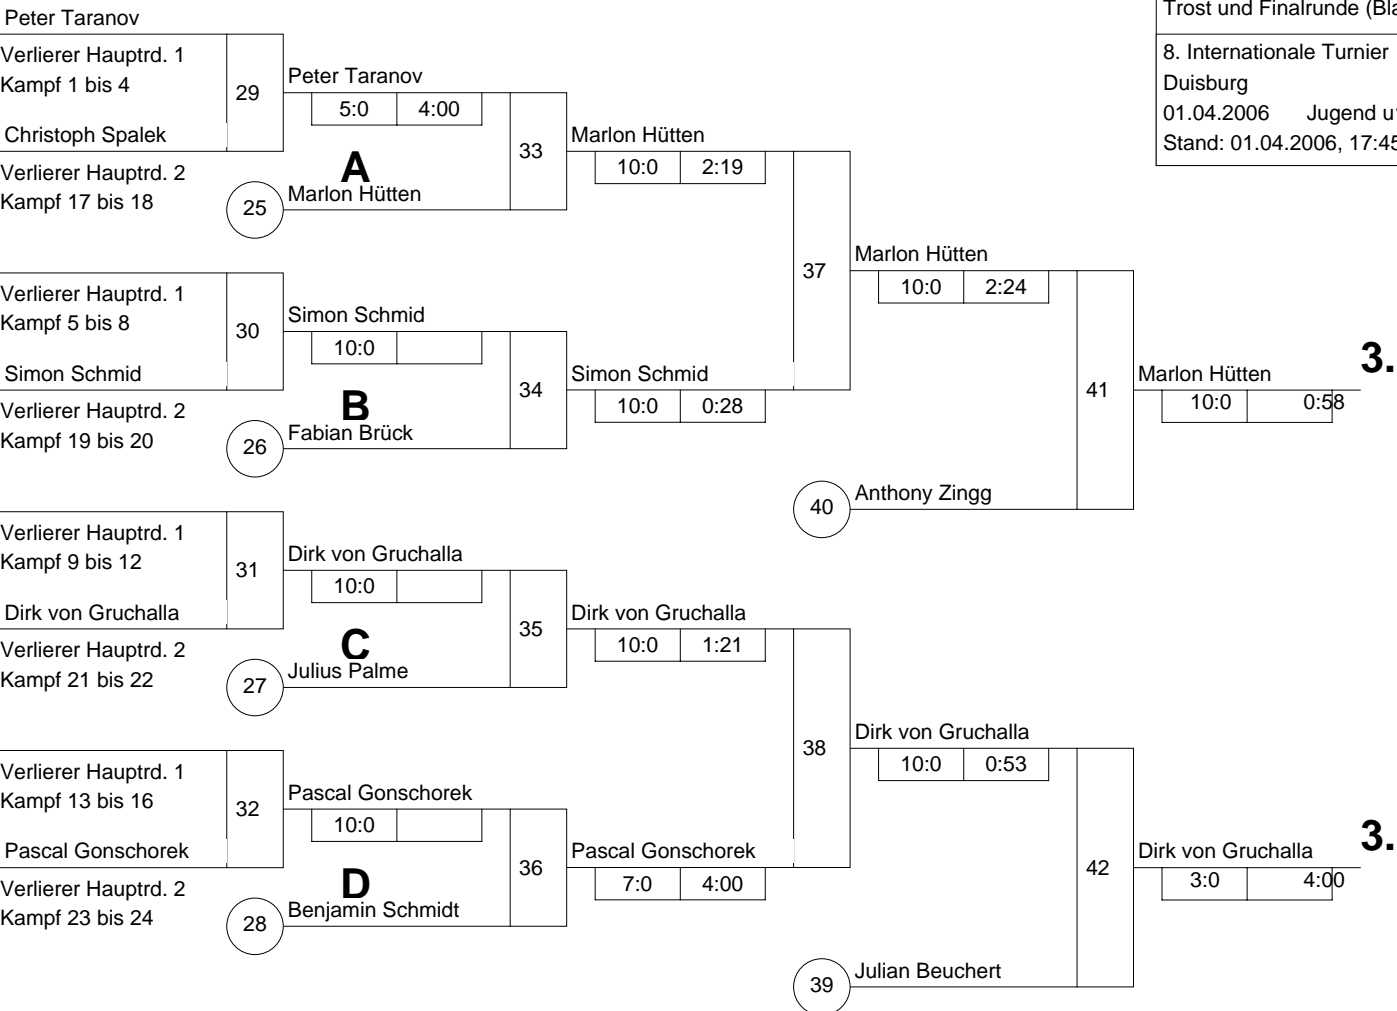 Peter Taranov
Verlierer Hauptrd. 1
Kampf 1 bis 4
29
Christoph Spalek
Verlierer Hauptrd. 2
Kampf 17 bis 18
Peter Taranov
5:0 4:00
A
25
Marlon Hütten
33
Marlon Hütten
10:0 2:19
Verlierer Hauptrd. 1
Kampf 5 bis 8
30
Simon Schmid
Verlierer Hauptrd. 2
Kampf 19 bis 20
Simon Schmid
10:0
B
26
Fabian Brück
34
Simon Schmid
10:0 0:28
37
Marlon Hütten
10:0 2:24
40
Anthony Zingg
41
Marlon Hütten
10:0 0:58
3.
Verlierer Hauptrd. 1
Kampf 9 bis 12
31
Dirk von Gruchalla
Verlierer Hauptrd. 2
Kampf 21 bis 22
Dirk von Gruchalla
10:0
C
27
Julius Palme
35
Dirk von Gruchalla
10:0 1:21
Verlierer Hauptrd. 1
Kampf 13 bis 16
32
Pascal Gonschorek
Verlierer Hauptrd. 2
Kampf 23 bis 24
Pascal Gonschorek
10:0
D
28
Benjamin Schmidt
36
Pascal Gonschorek
7:0 4:00
38
Dirk von Gruchalla
10:0 0:53
39
Julian Beuchert
42
Dirk von Gruchalla
3:0 4:00
3.
Trost und Finalrunde (Bla
8. Internationale Turnier
Duisburg
01.04.2006 Jugend
Stand: 01.04.2006, 17:45